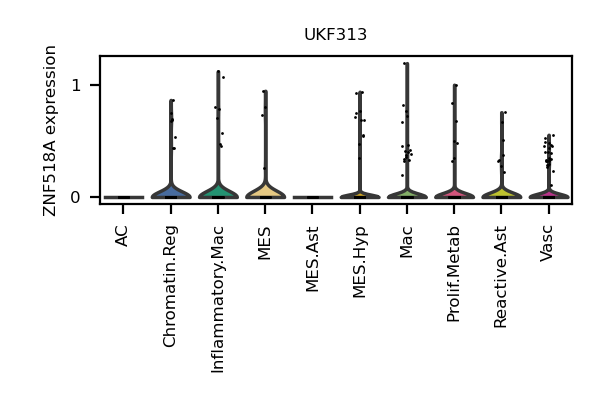 UKF313
ZNF518A expression
1
0
AC
Chromatin.Reg
Inflammatory.Mac
MES
MES.Ast
MES.Hyp
Mac
Prolif.Metab
Reactive.Ast
Vasc